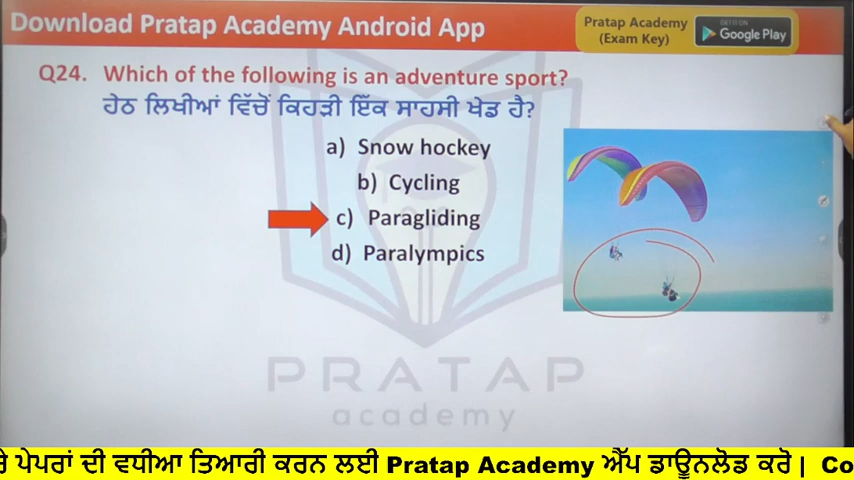 Download Pratap Academy Android App
Pratap Academy
(Exam Key)
GET IT ON
Google Play
Q24. Which of the following is an adventure sport?
ਹੇਠ ਲਿਖੀਆਂ ਵਿੱਚੋਂ ਕਿਹੜੀ ਇੱਕ ਸਾਹਸੀ ਖੇਡ ਹੈ?
a) Snow hockey
b) Cycling
c) Paragliding
d) Paralympics
PRATAP
academy
ਪੇਪਰਾਂ ਦੀ ਵਧੀਆ ਤਿਆਰੀ ਕਰਨ ਲਈ Pratap Academy ਐੱਪ ਡਾਊਨਲੋਡ ਕਰੋ | Co